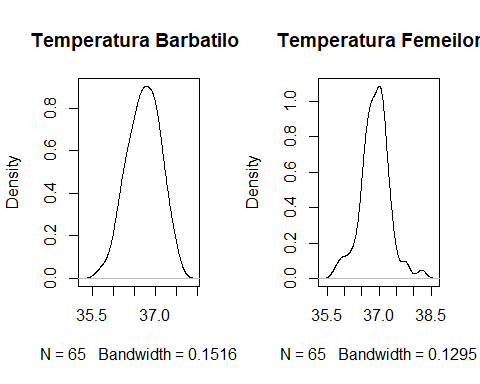 Temperatura Barbatilo
Density
0.0 0.2 0.4 0.6 0.8
35.5 37.0
N = 65 Bandwidth = 0.1516
Temperatura Femeilor
Density
0.0 0.2 0.4 0.6 0.8 1.0
35.5 37.0 38.5
N = 65 Bandwidth = 0.1295